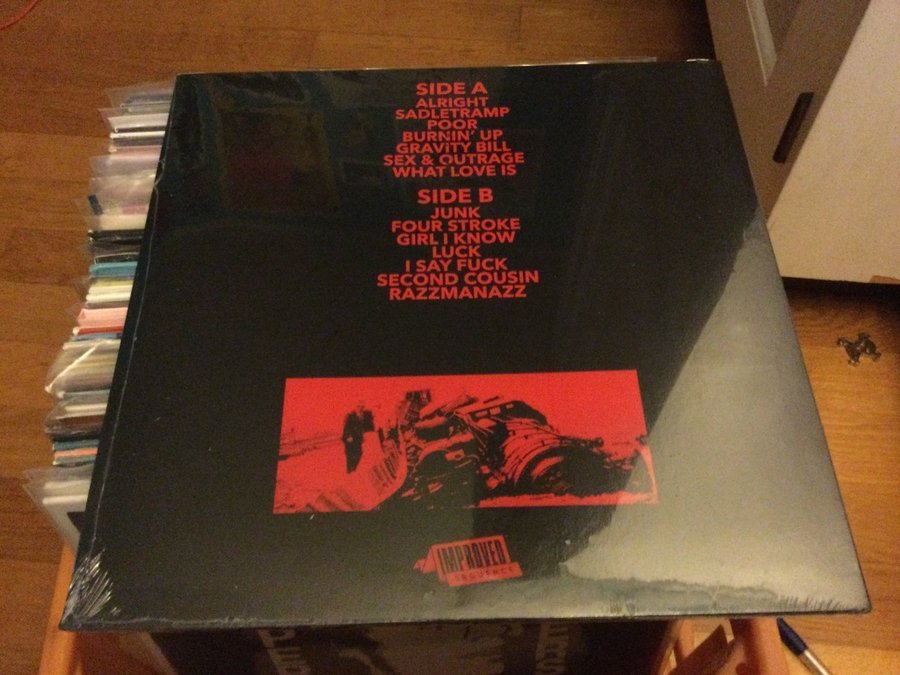 SIDE A
ALRIGHT
SADLETRAMP
POOR
BURNIN' UP
GRAVITY BILL
SEX & OUTRAGE
WHAT LOVE IS
SIDE B
JUNK
FOUR STROKE
GIRL I KNOW
LUCK
I SAY FUCK
SECOND COUSIN
RAZZMANAZZ
IMPROVED
SEQUENCE